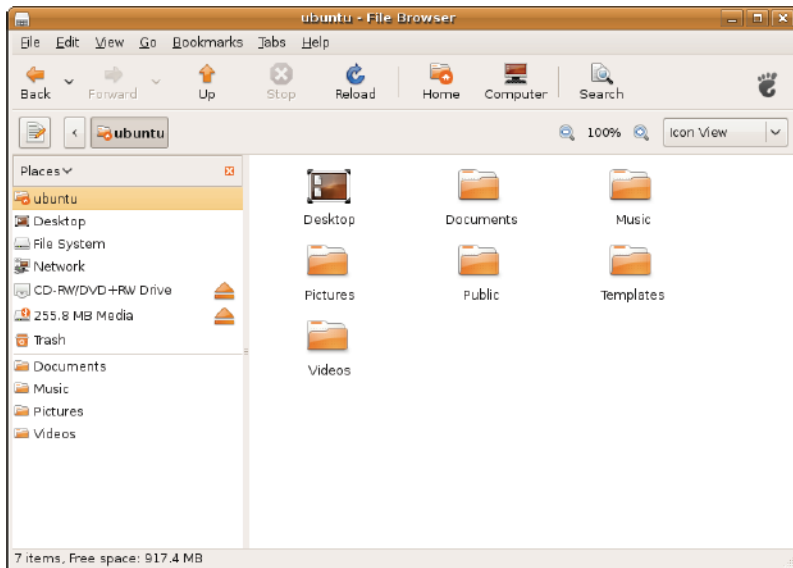 ubuntu - File Browser
File Edit View Go Bookmarks Tabs Help
Back Forward Up Stop Reload Home Computer Search
ubuntu 100% Icon View
Places
ubuntu
Desktop
File System
Network
CD-RW/DVD+RW Drive
255.8 MB Media
Trash
Documents
Music
Pictures
Videos
Desktop Documents Music
Pictures Public Templates
Videos
7 items, Free space: 917.4 MB